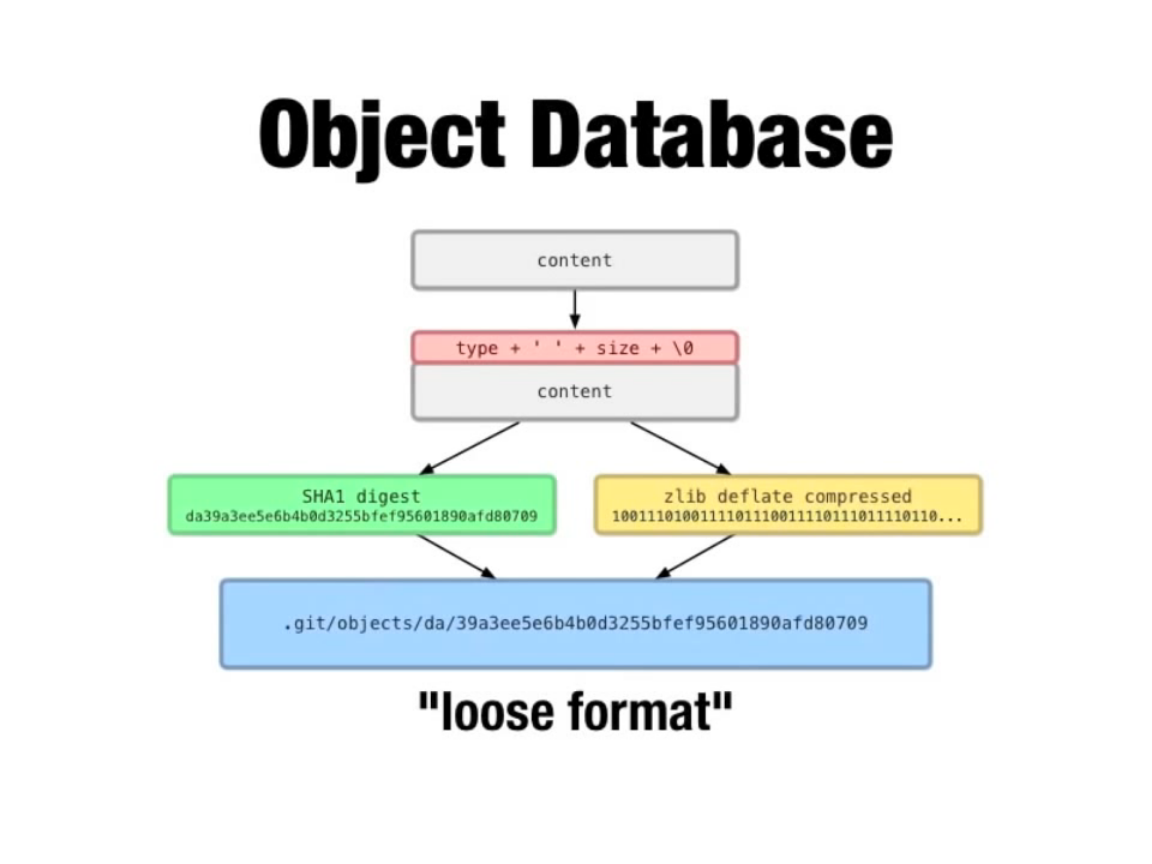 Object Database
content
type + ' ' + size + \0
content
SHA1 digest
da39a3ee5e6b4b0d3255bfef95601890afd80709
zlib deflate compressed
1001110100111101110011110111011110110...
.git/objects/da/39a3ee5e6b4b0d3255bfef95601890afd80709
"loose format"